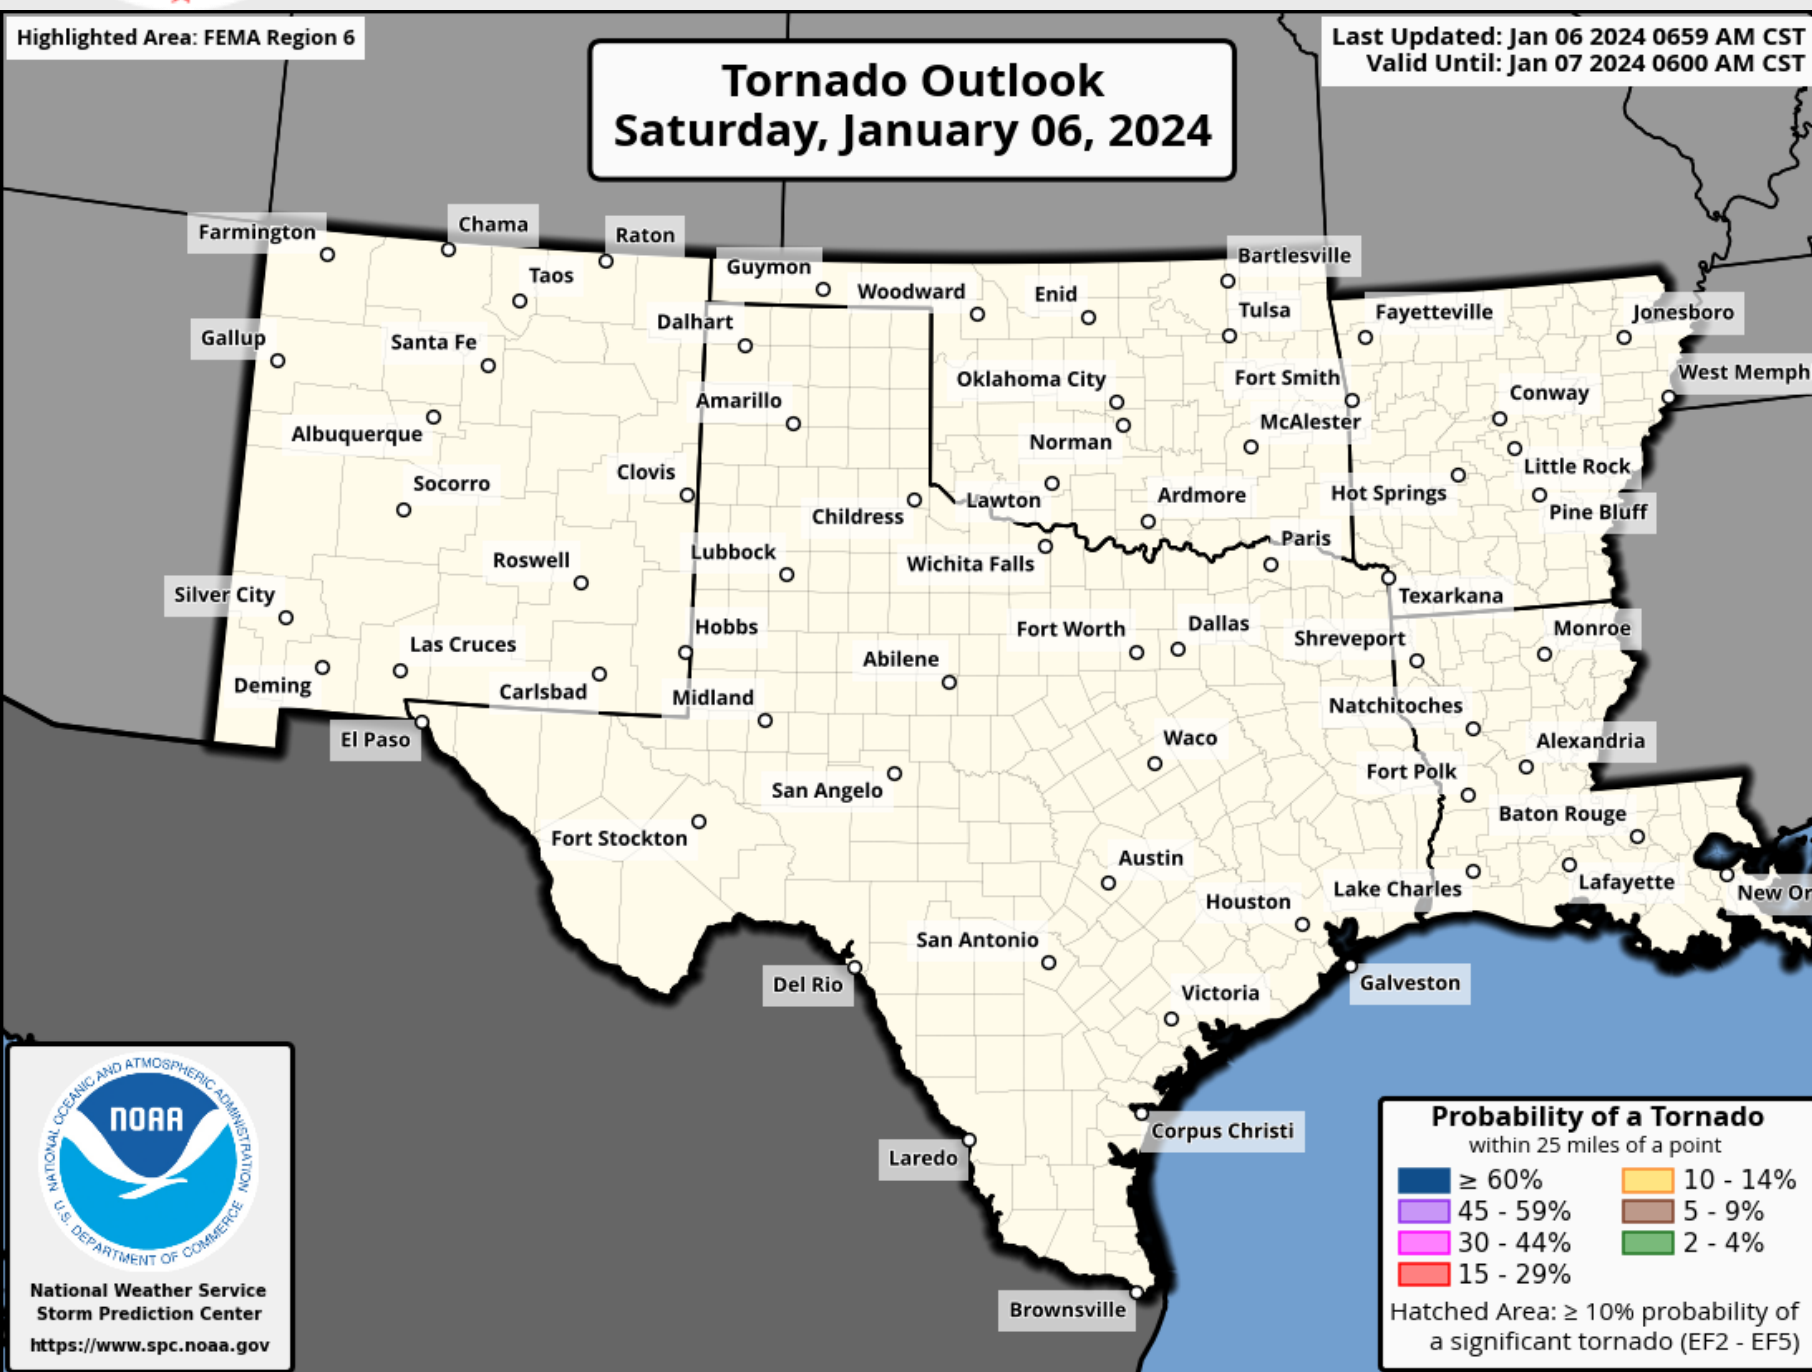 Highlighted Area: FEMA Region 6
Last Updated: Jan 06 2024 0659 AM CST
Valid Until: Jan 07 2024 0600 AM CST
Tornado Outlook
Saturday, January 06, 2024
Farmington
Chama
Raton
Taos
Guymon
Woodward
Enid
Bartlesville
Tulsa
Fayetteville
Jonesboro
Gallup
Santa Fe
Dalhart
Oklahoma City
Fort Smith
West Memph
Conway
Amarillo
Albuquerque
Norman
McAlester
Little Rock
Clovis
Socorro
Childress
Lawton
Ardmore
Hot Springs
Pine Bluff
Roswell
Lubbock
Wichita Falls
Paris
Silver City
Texarkana
Hobbs
Fort Worth
Dallas
Shreveport
Monroe
Las Cruces
Abilene
Deming
Carlsbad
Midland
Natchitoches
El Paso
Waco
Alexandria
San Angelo
Fort Polk
Fort Stockton
Baton Rouge
Austin
Houston
Lake Charles
Lafayette
New Or
San Antonio
Del Rio
Victoria
Galveston
Corpus Christi
Laredo
Brownsville
NATIONAL OCEANIC AND ATMOSPHERIC ADMINISTRATION
NOAA
U.S. DEPARTMENT OF COMMERCE
National Weather Service
Storm Prediction Center
https://www.spc.noaa.gov
Probability of a Tornado
within 25 miles of a point
≥ 60%
45 - 59%
30 - 44%
15 - 29%
10 - 14%
5 - 9%
2 - 4%
Hatched Area: ≥ 10% probability of
a significant tornado (EF2 - EF5)